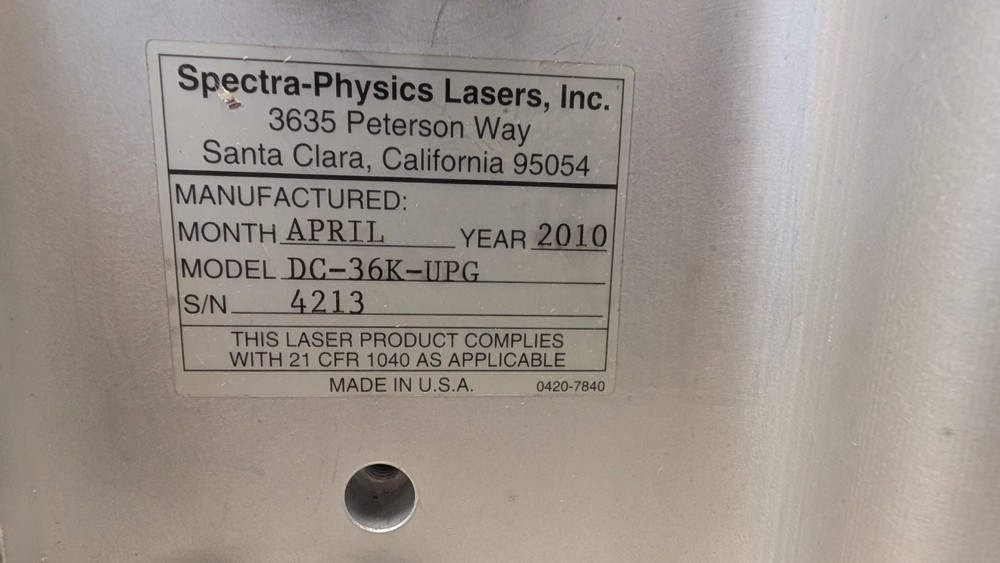 Spectra-Physics Lasers, Inc.
3635 Peterson Way
Santa Clara, California 95054
MANUFACTURED:
MONTH APRIL YEAR 2010
MODEL DC-36K-UPG
S/N 4213
THIS LASER PRODUCT COMPLIES
WITH 21 CFR 1040 AS APPLICABLE
MADE IN U.S.A. 0420-7840